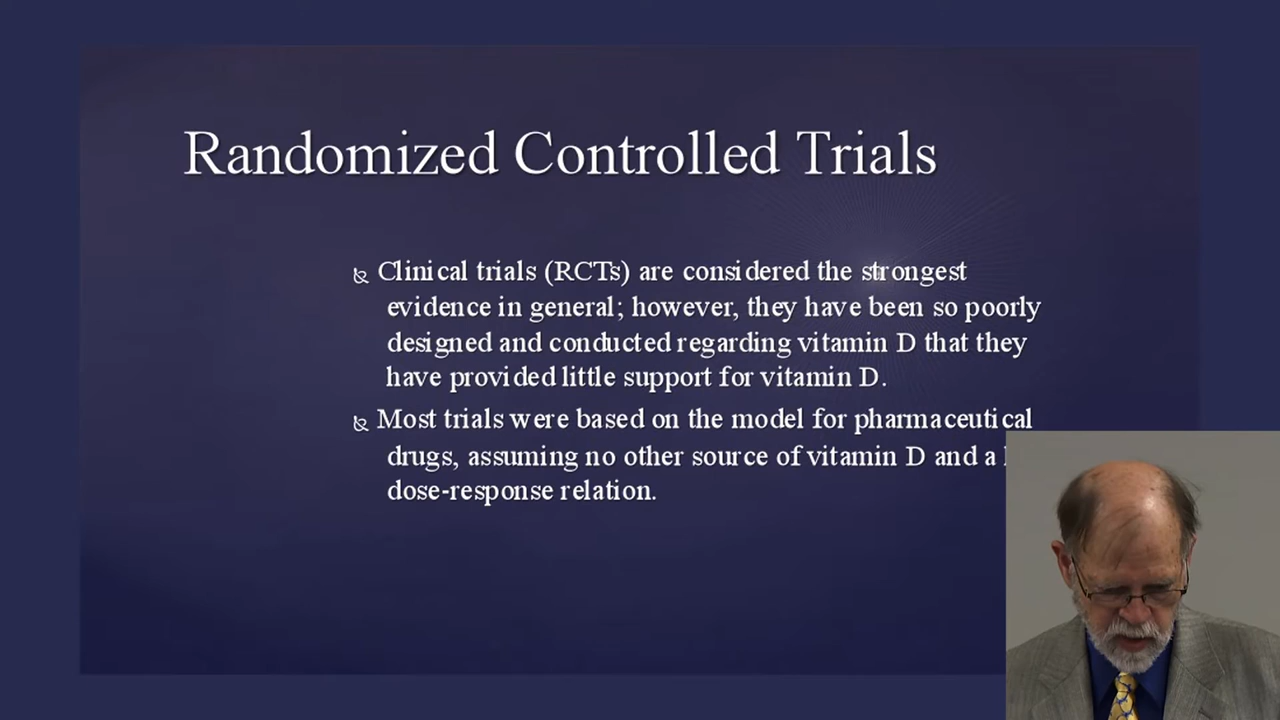 Randomized Controlled Trials
Clinical trials (RCTs) are considered the strongest
evidence in general; however, they have been so poorly
designed and conducted regarding vitamin D that they
have provided little support for vitamin D.
Most trials were based on the model for pharmaceutical
drugs, assuming no other source of vitamin D and a
dose-response relation.